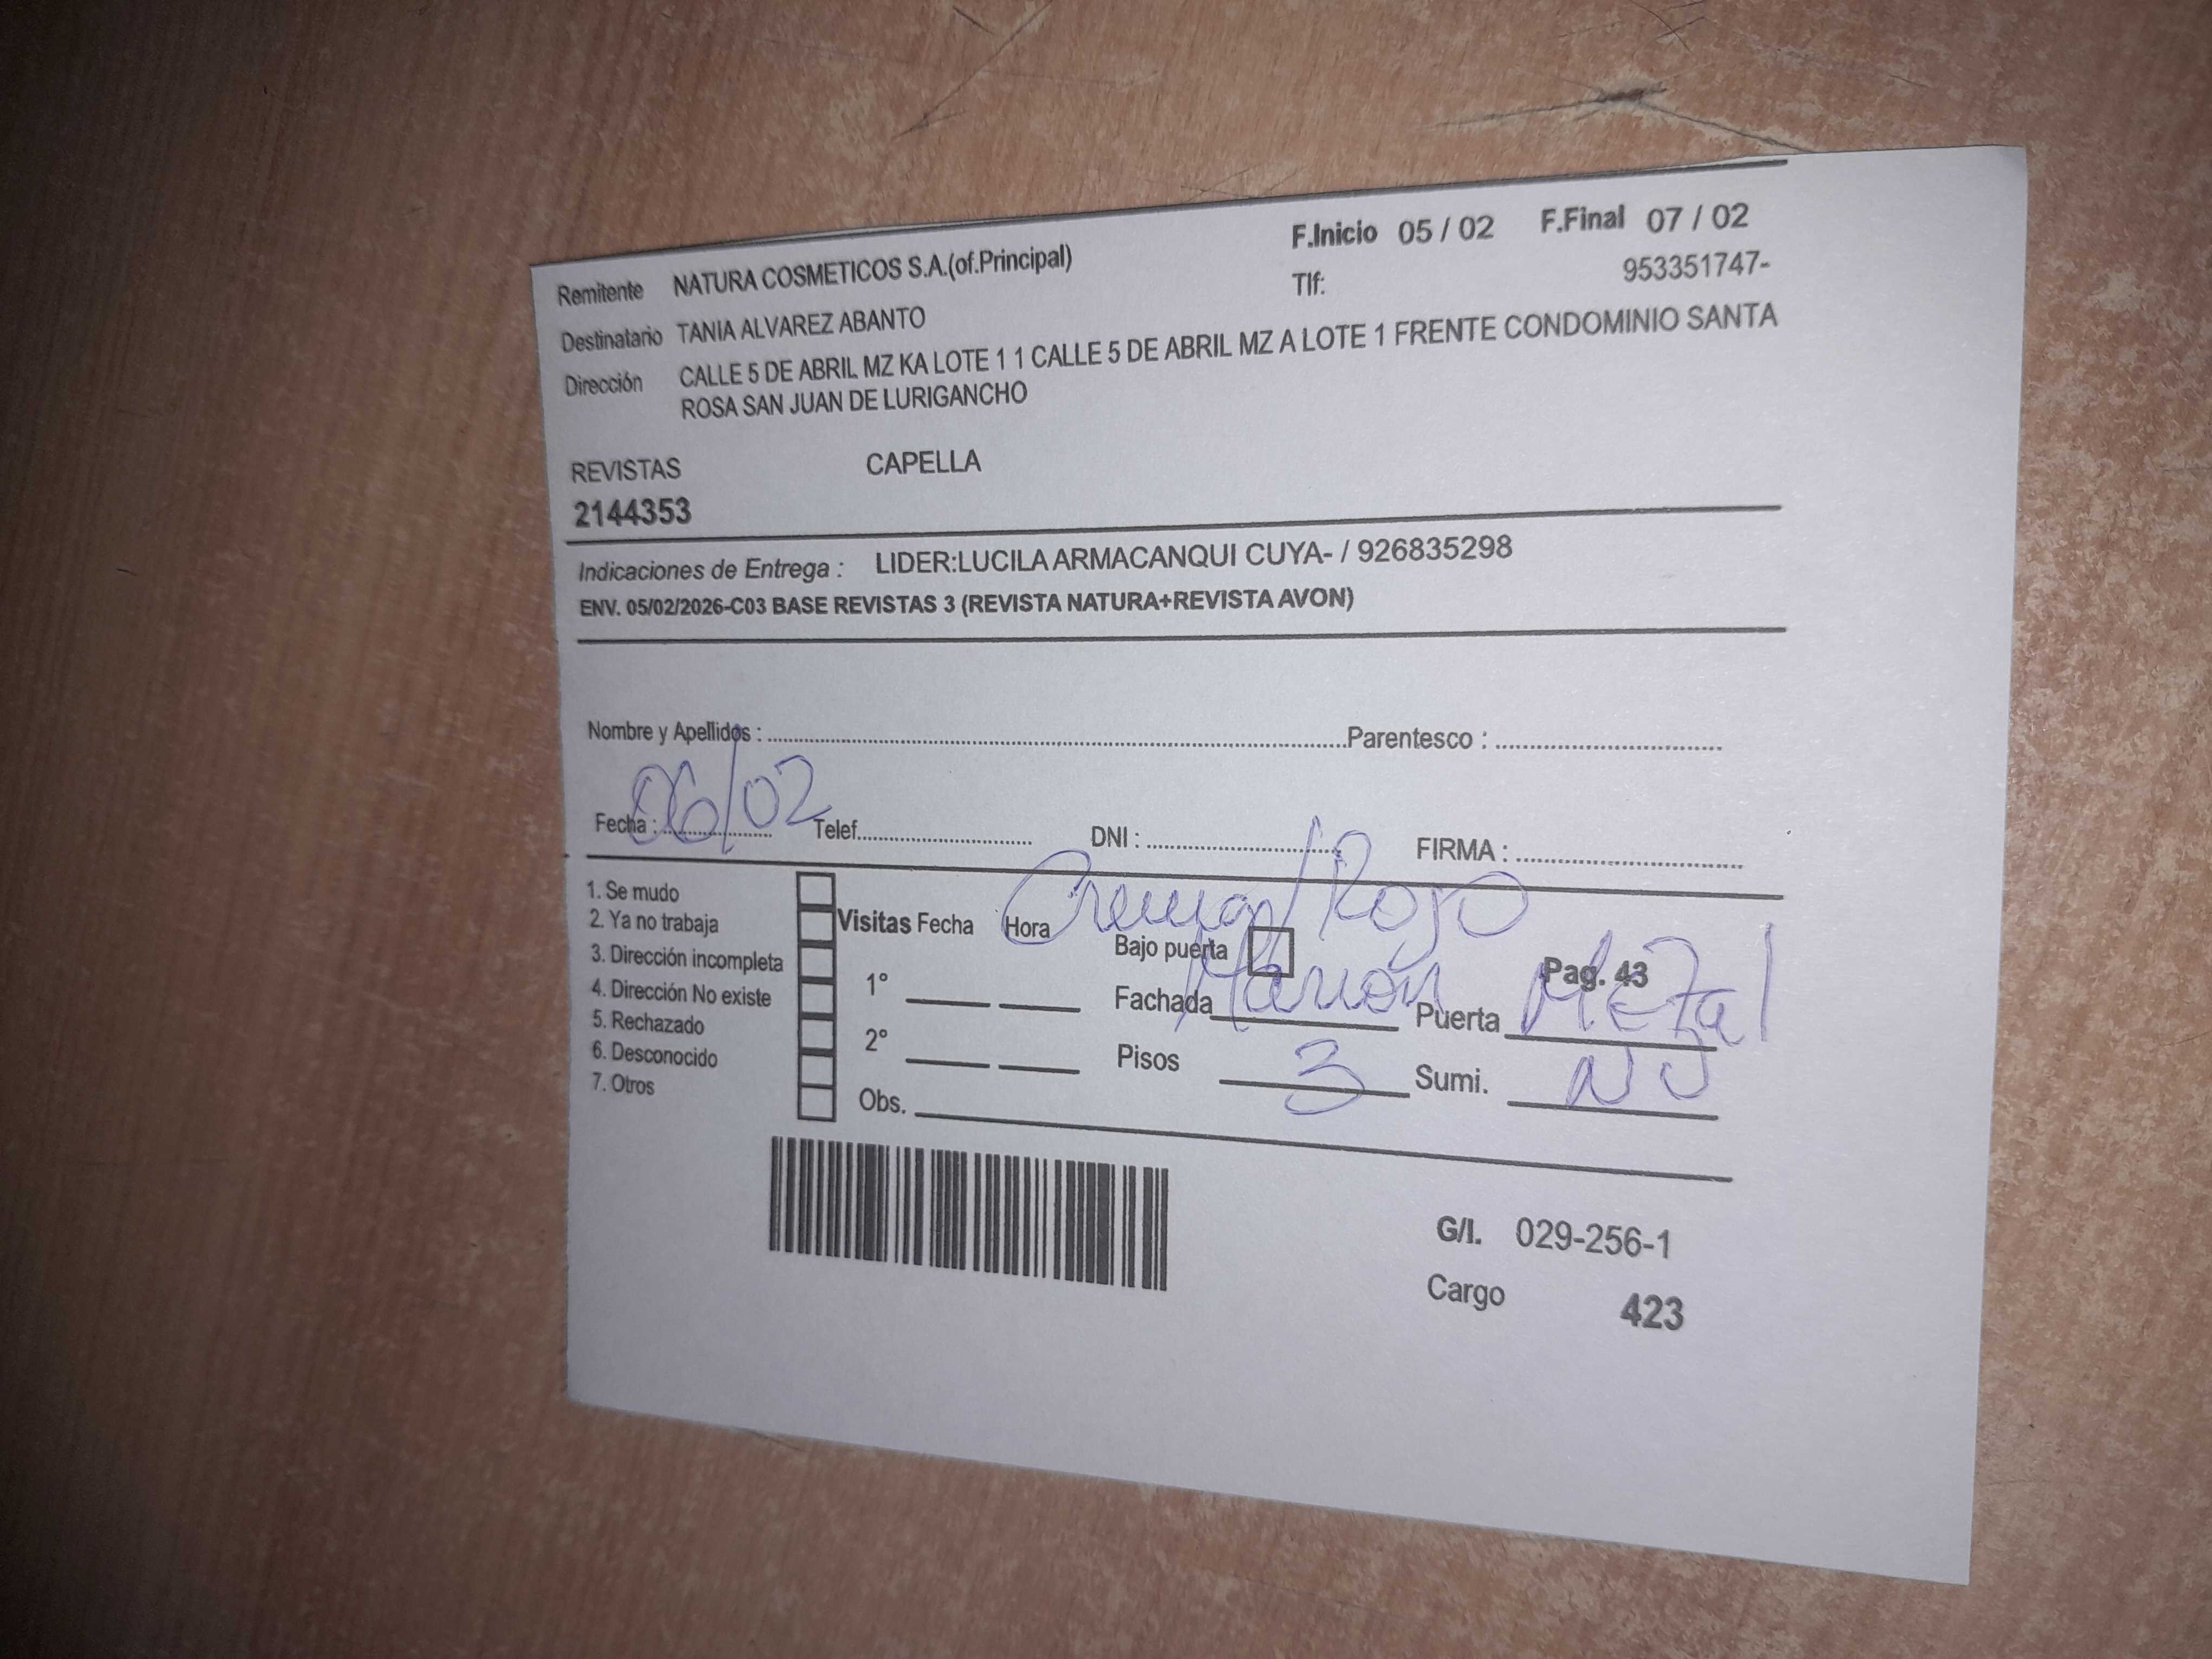 F.Inicio 05 / 02 F.Final 07 / 02
Remitente NATURA COSMETICOS S.A.(of.Principal) Tlf: 953351747-
Destinatario TANIA ALVAREZ ABANTO
Dirección CALLE 5 DE ABRIL MZ KA LOTE 1 1 CALLE 5 DE ABRIL MZ A LOTE 1 FRENTE CONDOMINIO SANTA
ROSA SAN JUAN DE LURIGANCHO
REVISTAS CAPELLA
2144353
Indicaciones de Entrega : LIDER:LUCILA ARMACANQUI CUYA- / 926835298
ENV. 05/02/2026-C03 BASE REVISTAS 3 (REVISTA NATURA+REVISTA AVON)
Nombre y Apellidos : Parentesco :
Fecha : 06/02 Telef. DNI : FIRMA :
1. Se mudo
2. Ya no trabaja
3. Dirección incompleta
4. Dirección No existe
5. Rechazado
6. Desconocido
7. Otros
Visitas Fecha Hora
1°
2°
Obs.
Crema/Rojo
Bajo puerta Pag. 43
Fachada Marrón Puerta Metal
Pisos 3 Sumi.
G/I. 029-256-1
Cargo 423